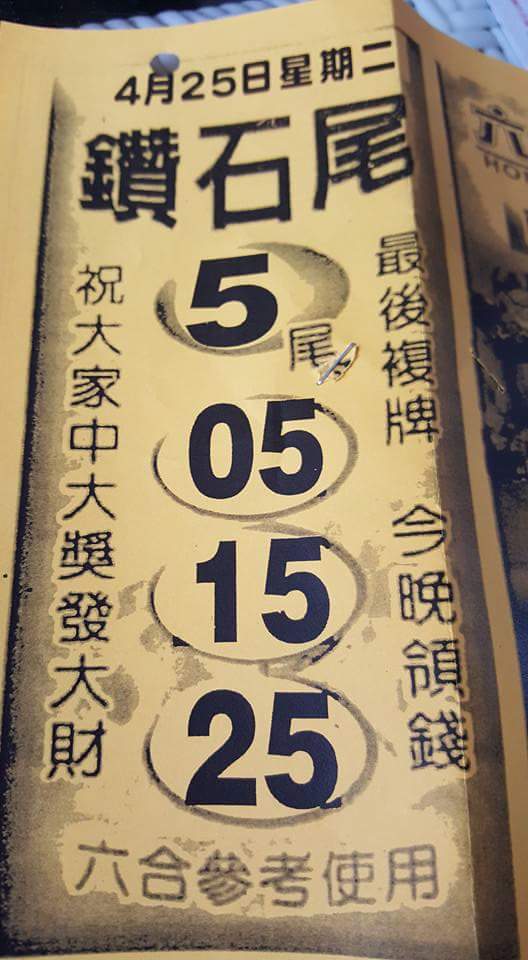 4月25日星期二
鑽石尾
5尾
05
15
25
最後複牌 今晚領錢
祝大家中大獎發大財
六合參考使用
六
HO